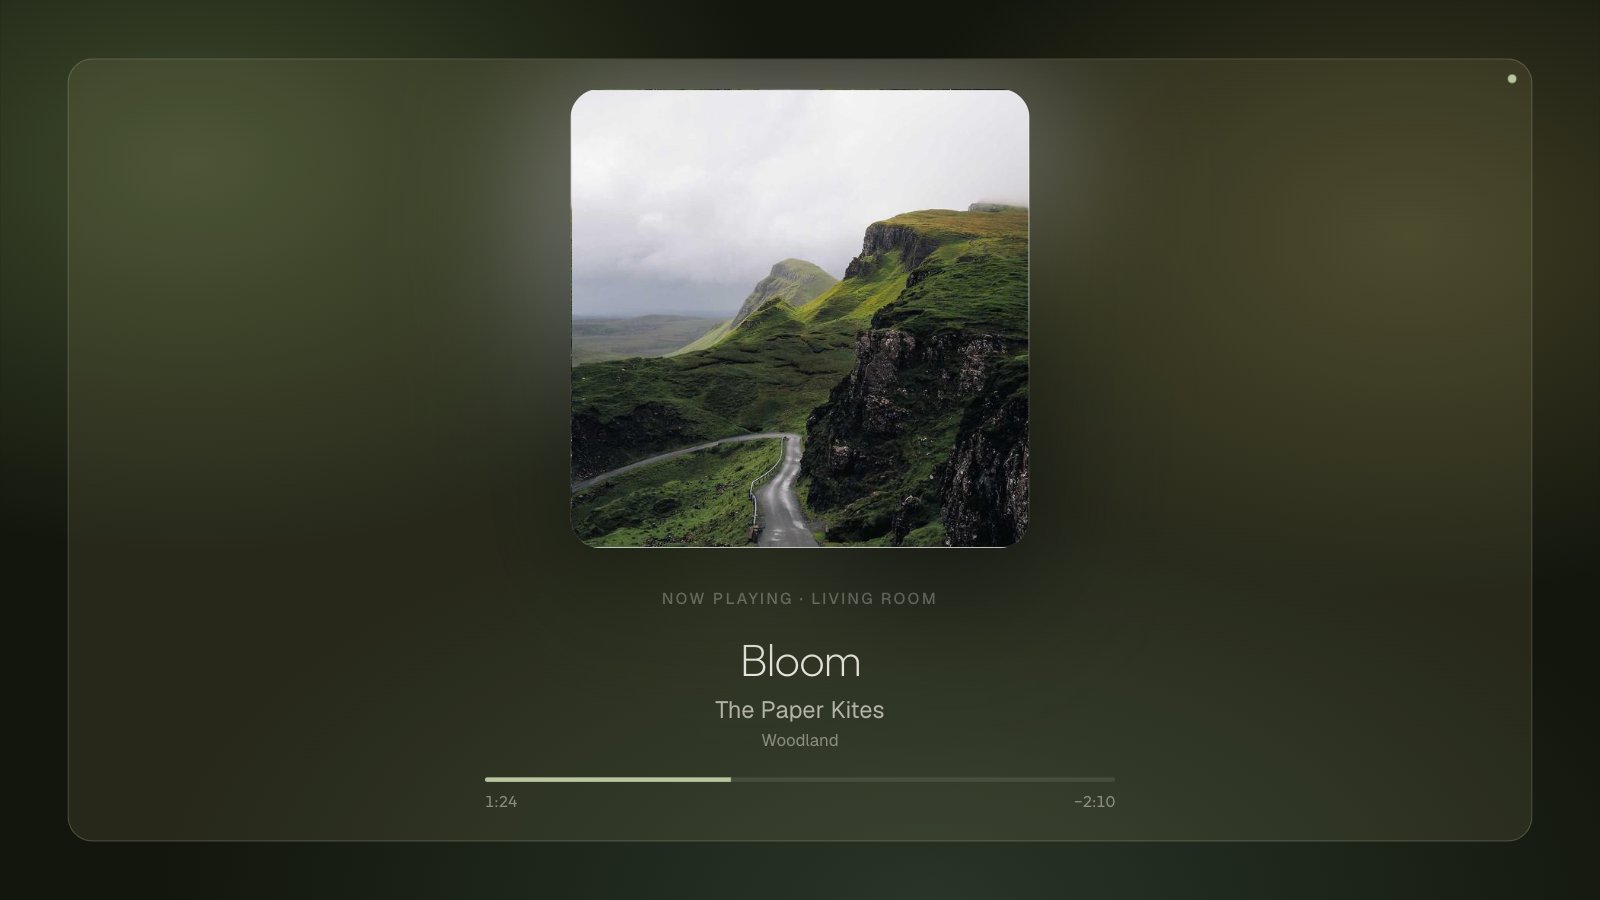 NOW PLAYING · LIVING ROOM
Bloom
The Paper Kites
Woodland
1:24
−2:10